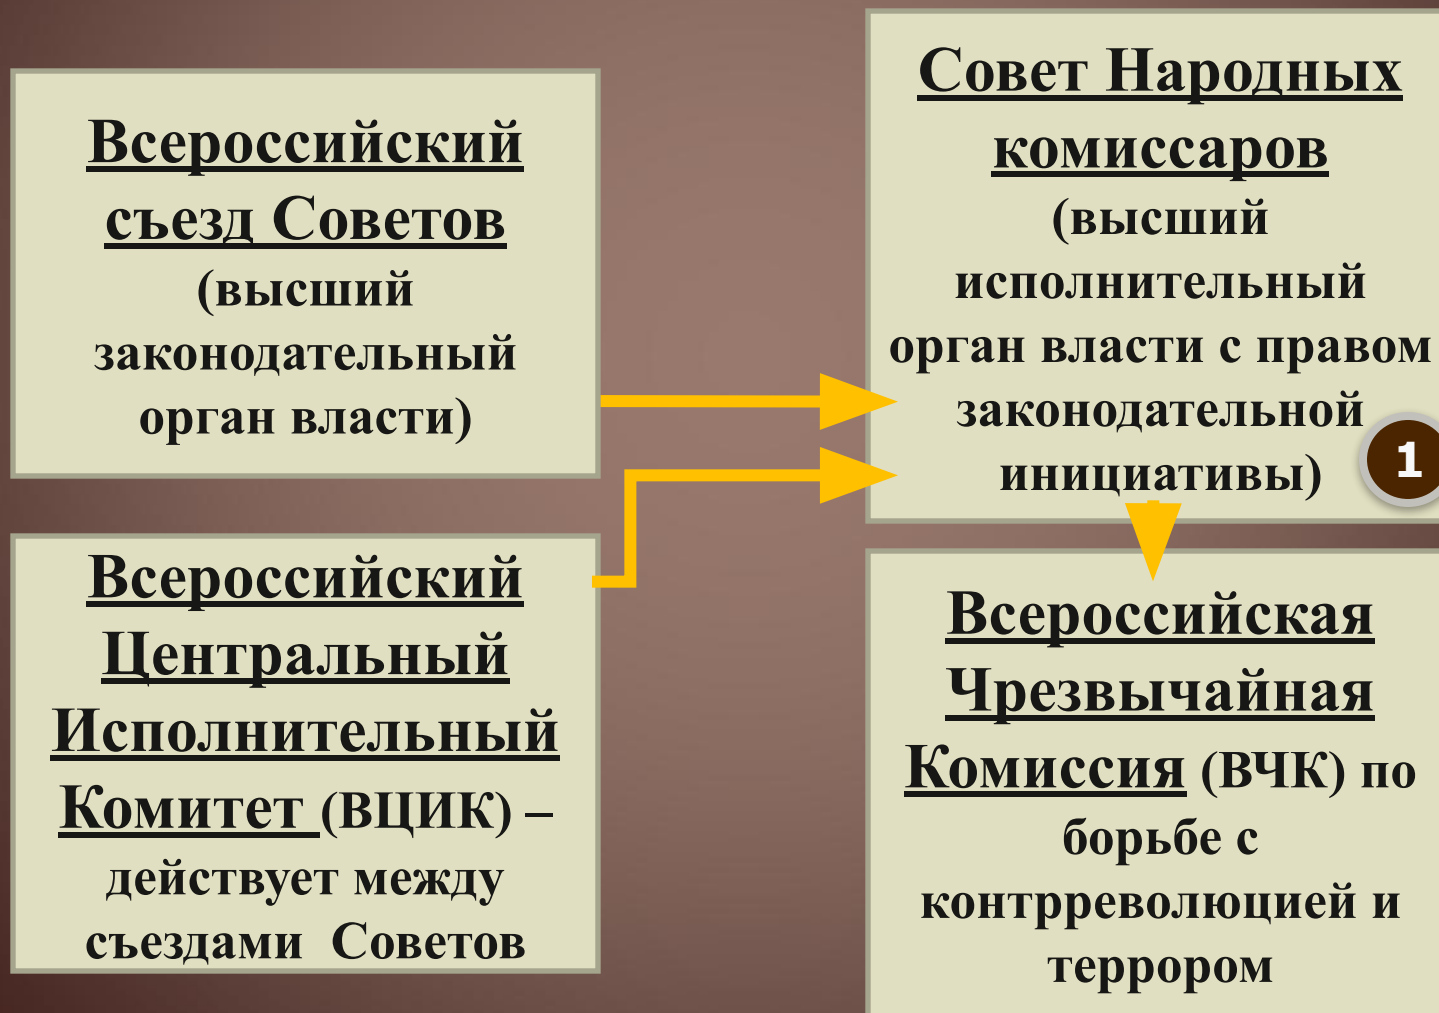 Всероссийский
съезд Советов
(высший
законодательный
орган власти)
Всероссийский
Центральный
Исполнительный
Комитет (ВЦИК) –
действует между
съездами Советов
Совет Народных
комиссаров
(высший
исполнительный
орган власти с правом
законодательной
инициативы)
1
Всероссийская
Чрезвычайная
Комиссия (ВЧК) по
борьбе с
контрреволюцией и
террором